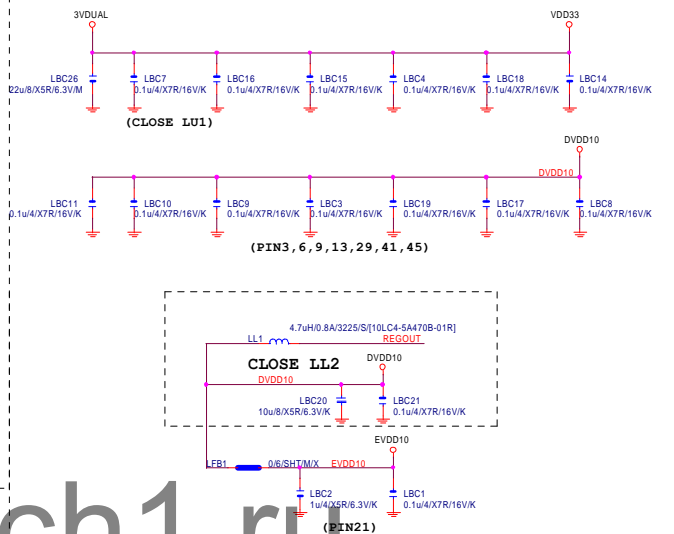 3VDUAL VDD33
LBC26 LBC7 LBC16 LBC15 LBC4 LBC18 LBC14
22u/8/X5R/6.3V/M 0.1u/4/X7R/16V/K 0.1u/4/X7R/16V/K 0.1u/4/X7R/16V/K 0.1u/4/X7R/16V/K 0.1u/4/X7R/16V/K 0.1u/4/X7R/16V/K
(CLOSE LU1)
DVDD10
DVDD10
LBC11 LBC10 LBC9 LBC3 LBC19 LBC17 LBC8
0.1u/4/X7R/16V/K 0.1u/4/X7R/16V/K 0.1u/4/X7R/16V/K 0.1u/4/X7R/16V/K 0.1u/4/X7R/16V/K 0.1u/4/X7R/16V/K 0.1u/4/X7R/16V/K
(PIN3,6,9,13,29,41,45)
4.7uH/0.8A/3225/S/[10LC4-5A470B-01R]
LL1 REGOUT
CLOSE LL2 DVDD10
DVDD10
LBC20 LBC21
10u/8/X5R/6.3V/K 0.1u/4/X7R/16V/K
EVDD10
LFB1 0/6/SHT/M/X EVDD10
LBC2 LBC1
1u/4/X5R/6.3V/K 0.1u/4/X7R/16V/K
(PIN21)
ch1.ru